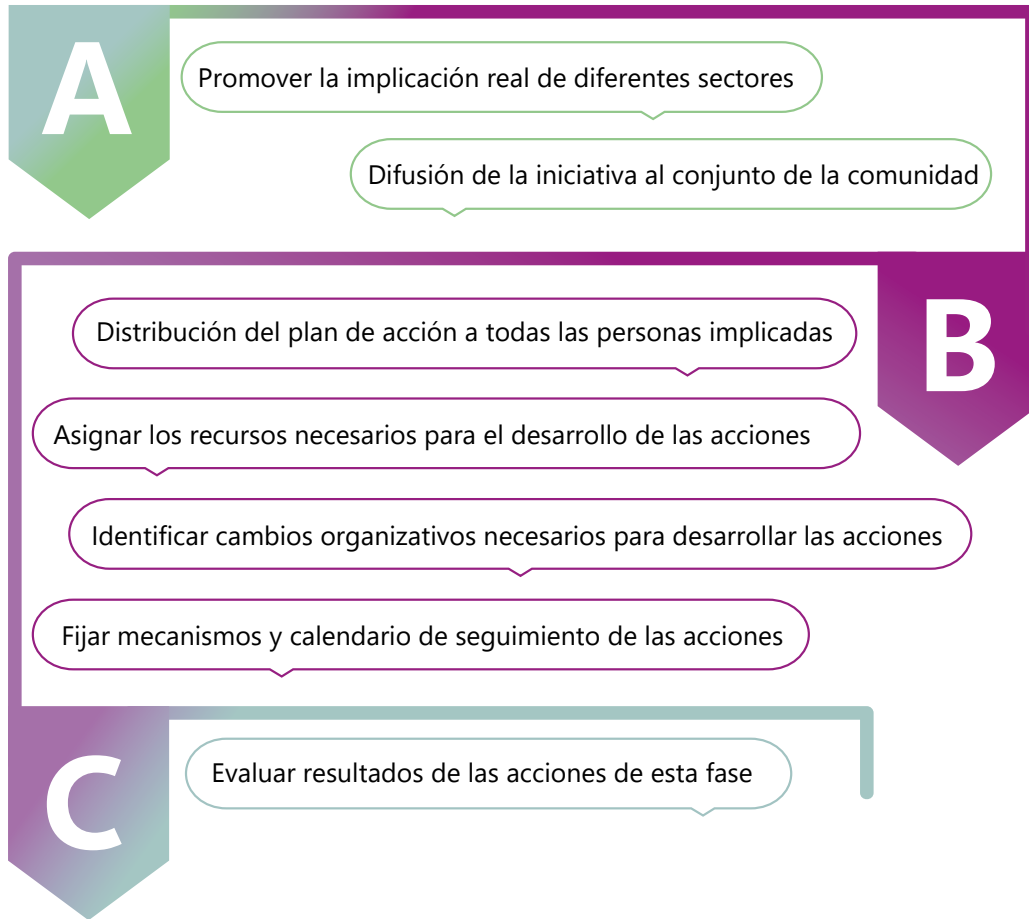 A
Promover la implicación real de diferentes sectores
Difusión de la iniciativa al conjunto de la comunidad
B
Distribución del plan de acción a todas las personas implicadas
Asignar los recursos necesarios para el desarrollo de las acciones
Identificar cambios organizativos necesarios para desarrollar las acciones
Fijar mecanismos y calendario de seguimiento de las acciones
C
Evaluar resultados de las acciones de esta fase